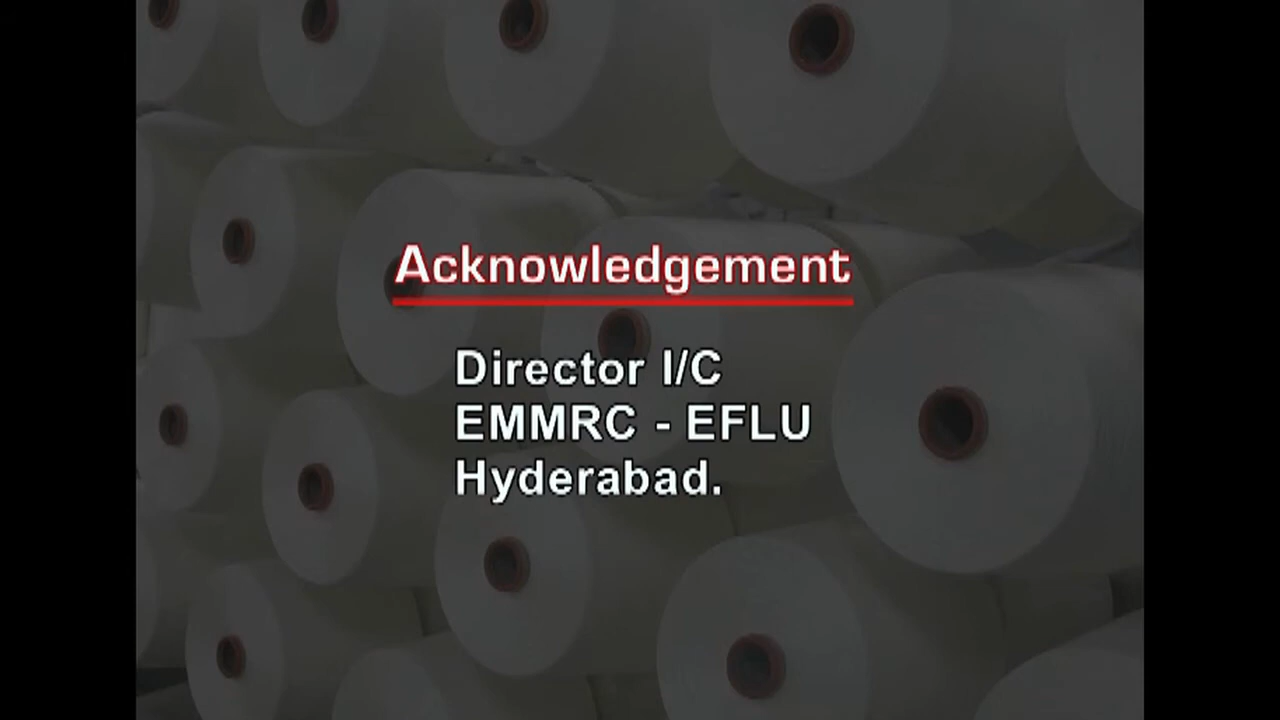 Acknowledgement
Director I/C
EMMRC - EFLU
Hyderabad.